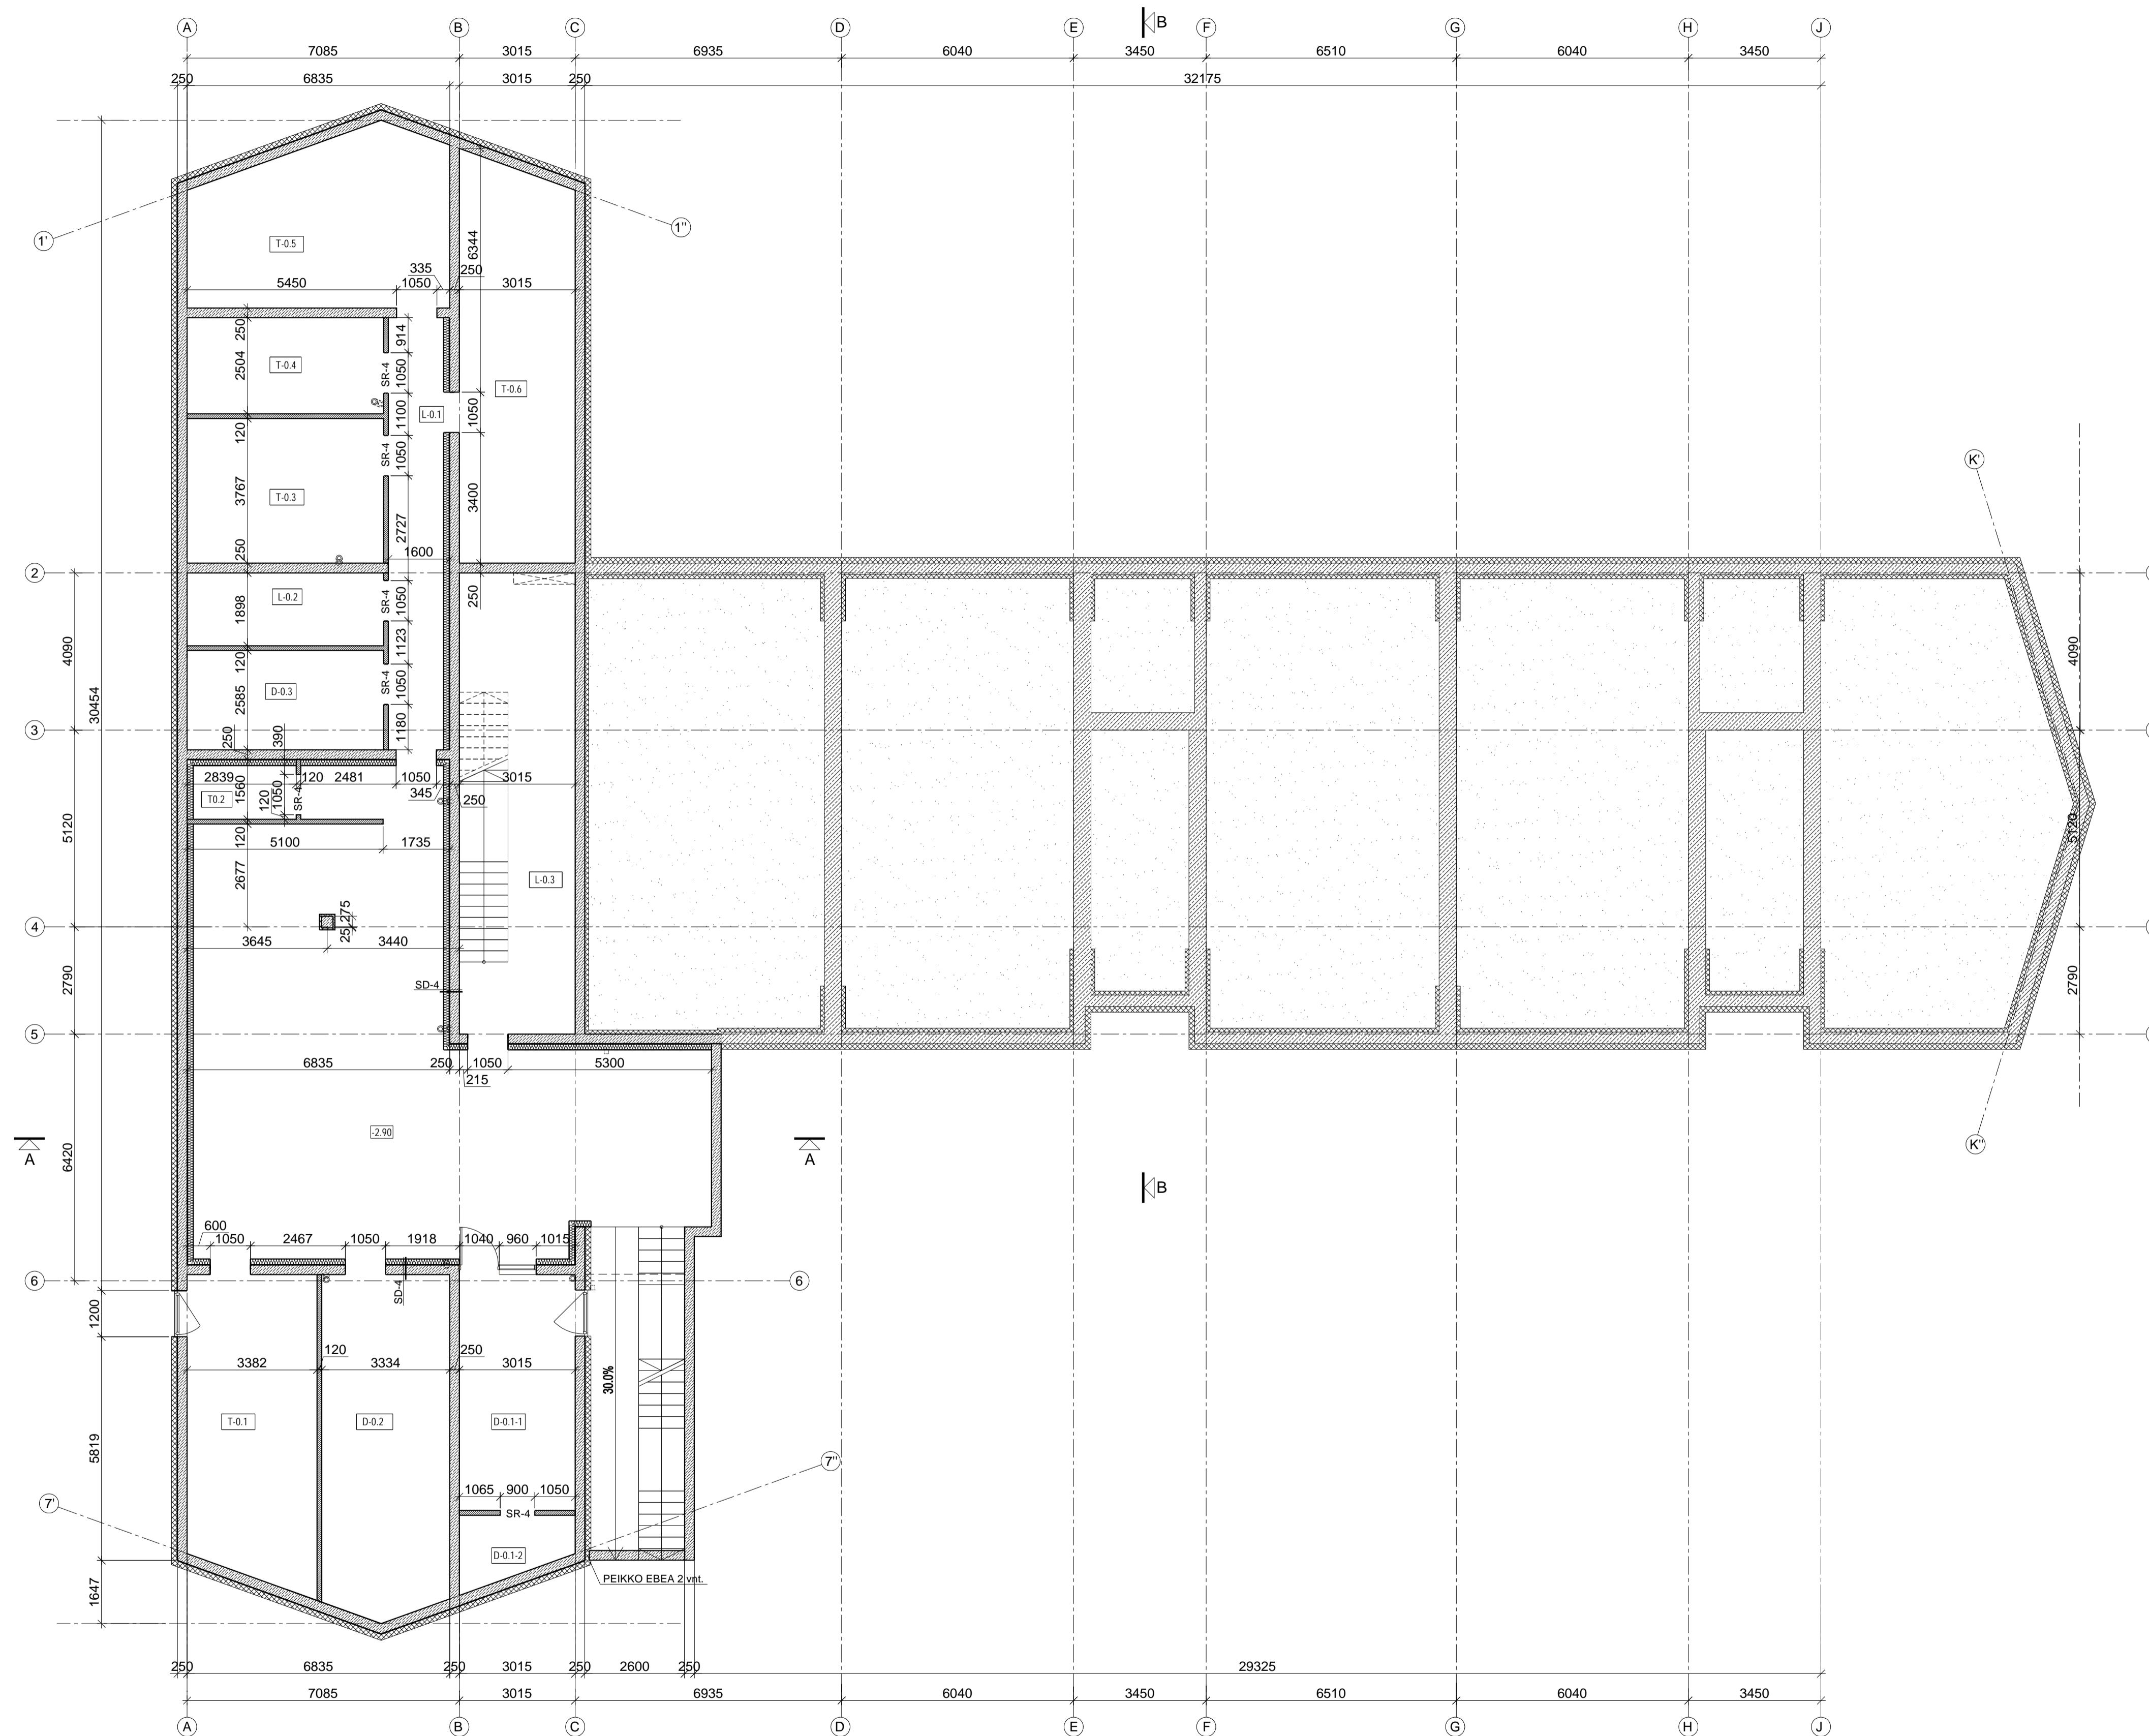 A B C D E F G H J
B
7085 3015 6935 6040 3450 6510 6040 3450
250 6835 3015 250 32175
1' 1''
T-0.5
6344
335 250
5450 1050 3015
250 914
2504 T-0.4 SR-4 1050
T-0.6
L-0.1
1100 1050
120
SR-4 1050
K'
3767 T-0.3 3400
2727
250 1600
2
L-0.2 SR-4 1050 250
1898
4090 1123 4090
120
30454
D-0.3 SR-4 1050
2585
1180
3
250 390
2839 120 2481 1050 3015
T0.2 1560 120 1050 SR-4 345 250
5120 120 5120
5100 1735
2677
L-0.3
25 275
4
3645 3440
2790 SD-4 2790
5
6835 250 1050 5300
215
-2.90
A A
6420
K''
B
600
1050 2467 1050 1918 1040 960 1015
6 6
1200 SD-4
120 250
3382 3334 3015
30.0%
T-0.1 D-0.2 D-0.1-1
5819
7''
7'
1065 900 1050
SR-4
D-0.1-2
PEIKKO EBEA 2 vnt.
1647
250 6835 250 3015 250 2600 250 29325
7085 3015 6935 6040 3450 6510 6040 3450
A B C D E F G H J